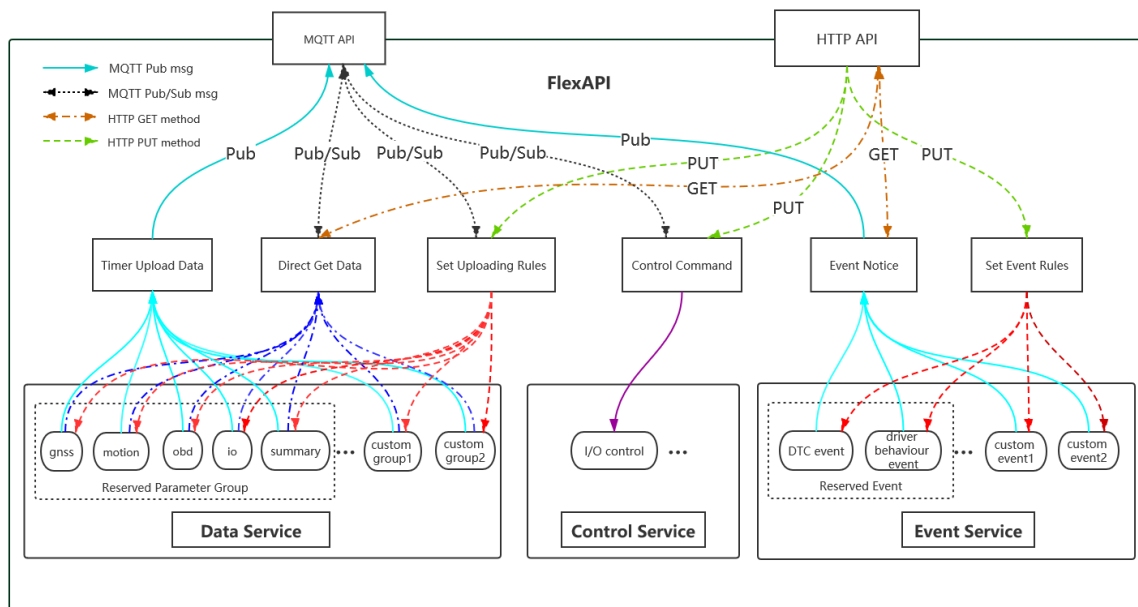 MQTT API
HTTP API
MQTT Pub msg
MQTT Pub/Sub msg
HTTP GET method
HTTP PUT method
FlexAPI
Pub
Pub/Sub
Pub/Sub
Pub/Sub
Pub
PUT
GET
PUT
GET
PUT
Timer Upload Data
Direct Get Data
Set Uploading Rules
Control Command
Event Notice
Set Event Rules
gnss
motion
obd
io
summary
...
custom
group1
custom
group2
Reserved Parameter Group
Data Service
I/O control
...
Control Service
DTC event
driver
behaviour
event
...
custom
event1
custom
event2
Reserved Event
Event Service